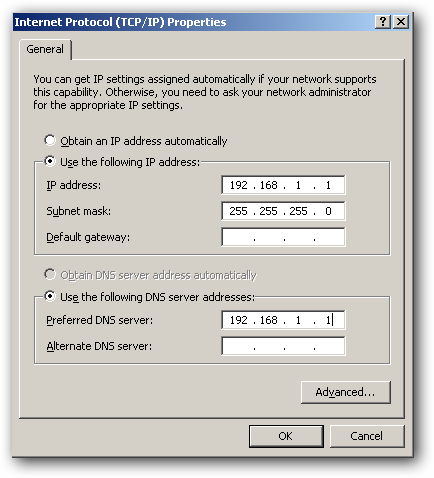 Internet Protocol (TCP/IP) Properties
General
You can get IP settings assigned automatically if your network supports
this capability. Otherwise, you need to ask your network administrator
for the appropriate IP settings.
Obtain an IP address automatically
Use the following IP address:
IP address: 192 . 168 . 1 . 1
Subnet mask: 255 . 255 . 255 . 0
Default gateway: . . .
Obtain DNS server address automatically
Use the following DNS server addresses:
Preferred DNS server: 192 . 168 . 1 . 1
Alternate DNS server: . . .
Advanced...
OK Cancel